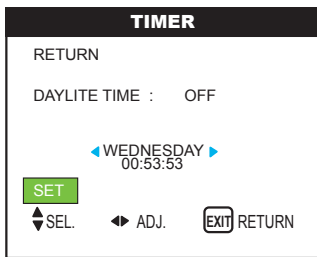 TIMER
RETURN
DAYLITE TIME : OFF
WEDNESDAY
00:53:53
SET
SEL. ADJ. EXIT RETURN